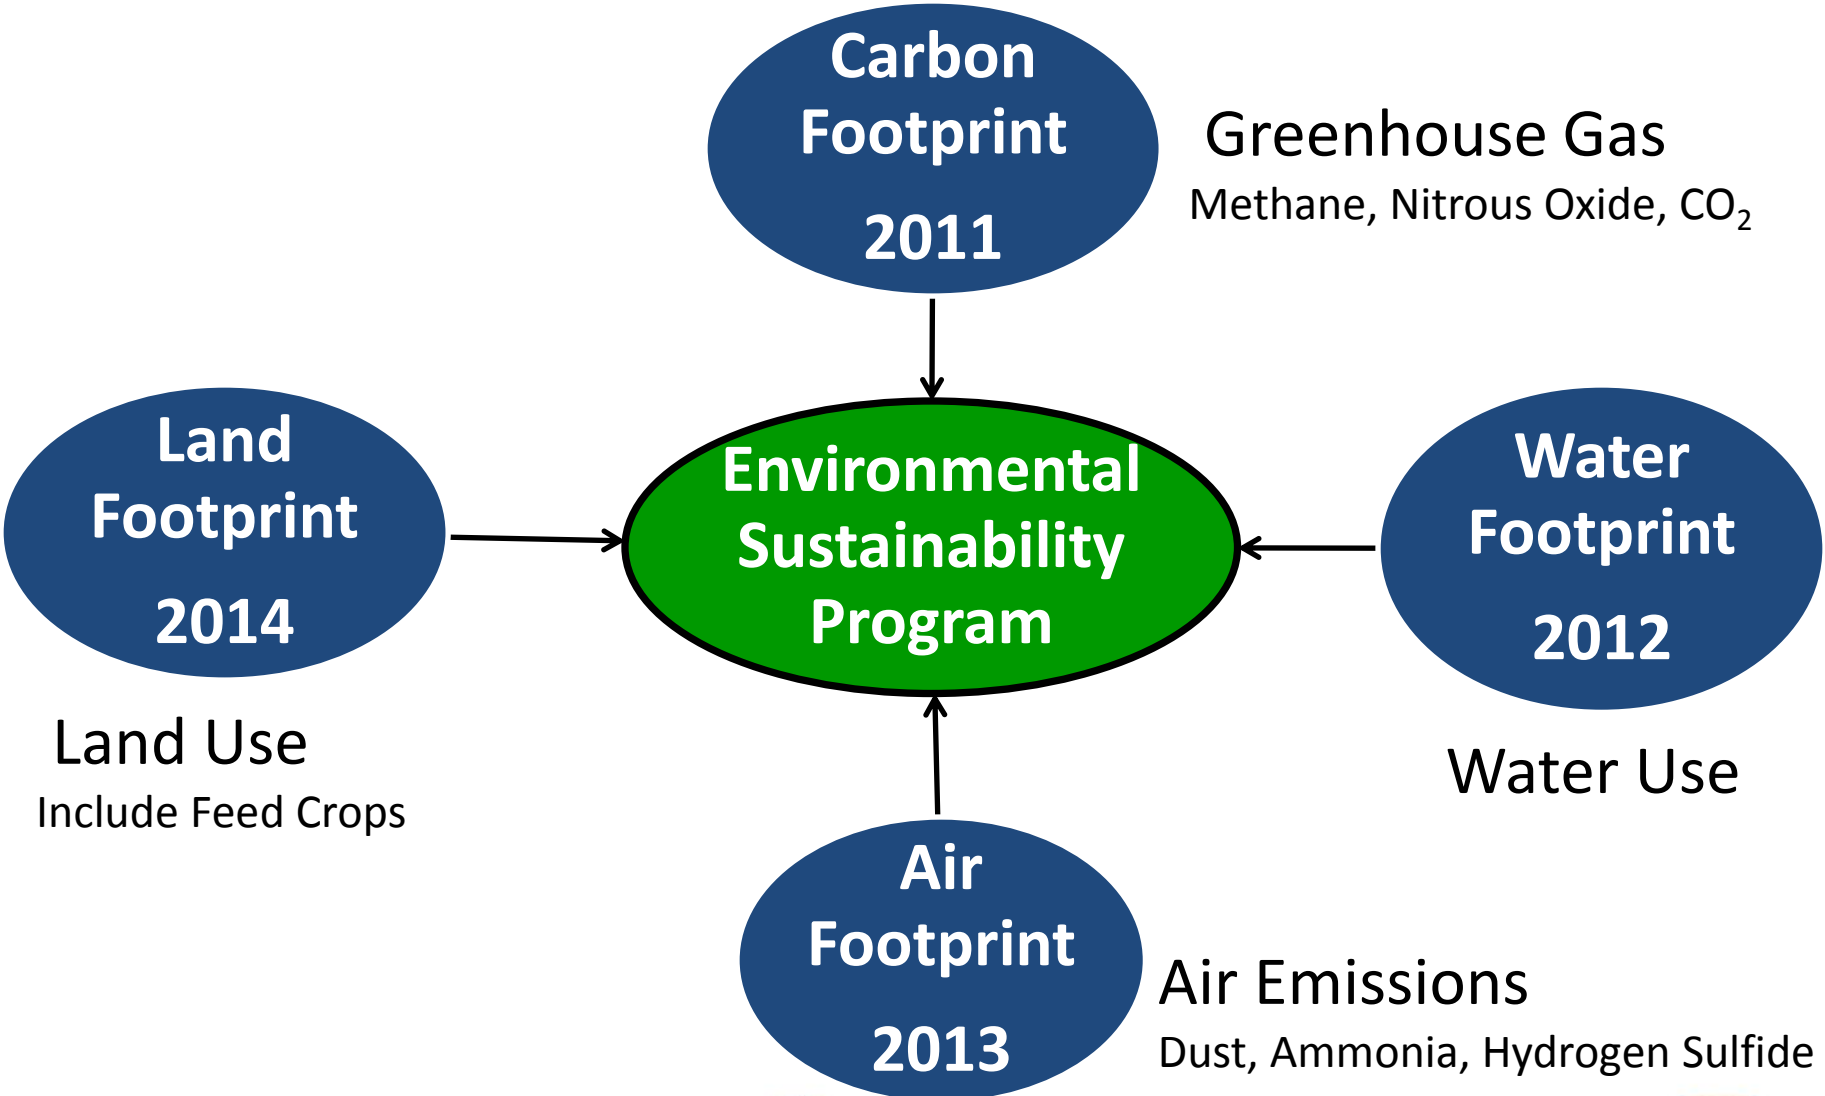 Carbon
Footprint
2011
Greenhouse Gas
Methane, Nitrous Oxide, CO₂
Land
Footprint
2014
Land Use
Include Feed Crops
Environmental
Sustainability
Program
Water
Footprint
2012
Water Use
Air
Footprint
2013
Air Emissions
Dust, Ammonia, Hydrogen Sulfide